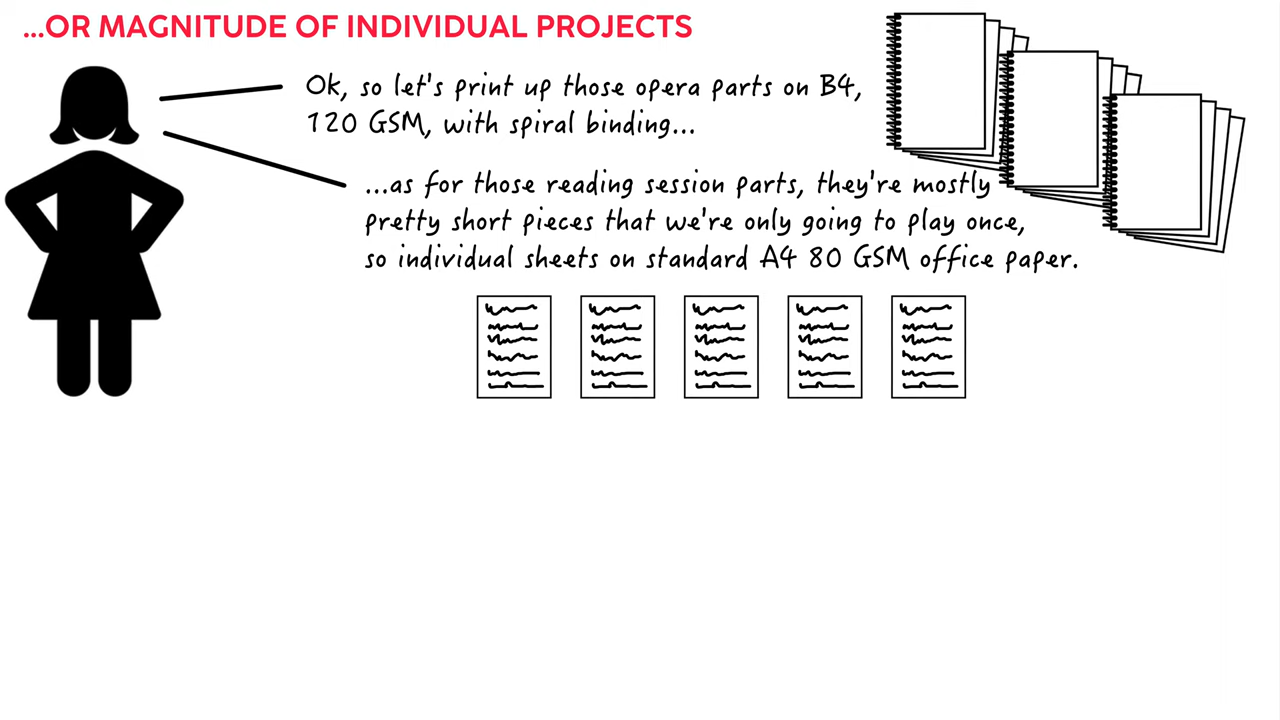 ...OR MAGNITUDE OF INDIVIDUAL PROJECTS
Ok, so let's print up those opera parts on B4,
120 GSM, with spiral binding...
...as for those reading session parts, they're mostly
pretty short pieces that we're only going to play once,
so individual sheets on standard A4 80 GSM office paper.